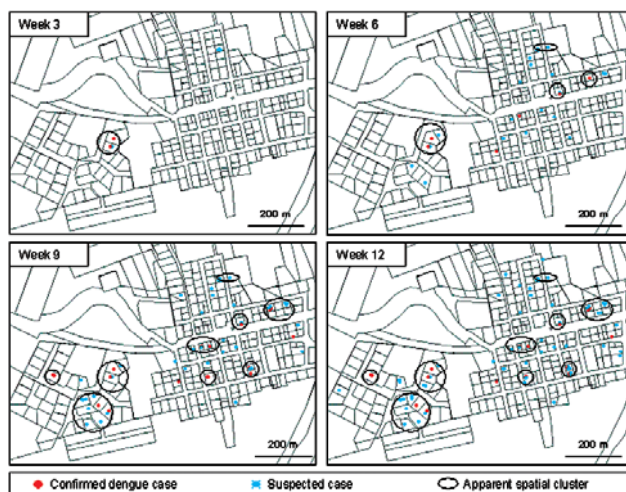 Week 3
Week 6
200 m
200 m
Week 9
Week 12
200 m
200 m
Confirmed dengue case
Suspected case
Apparent spatial cluster